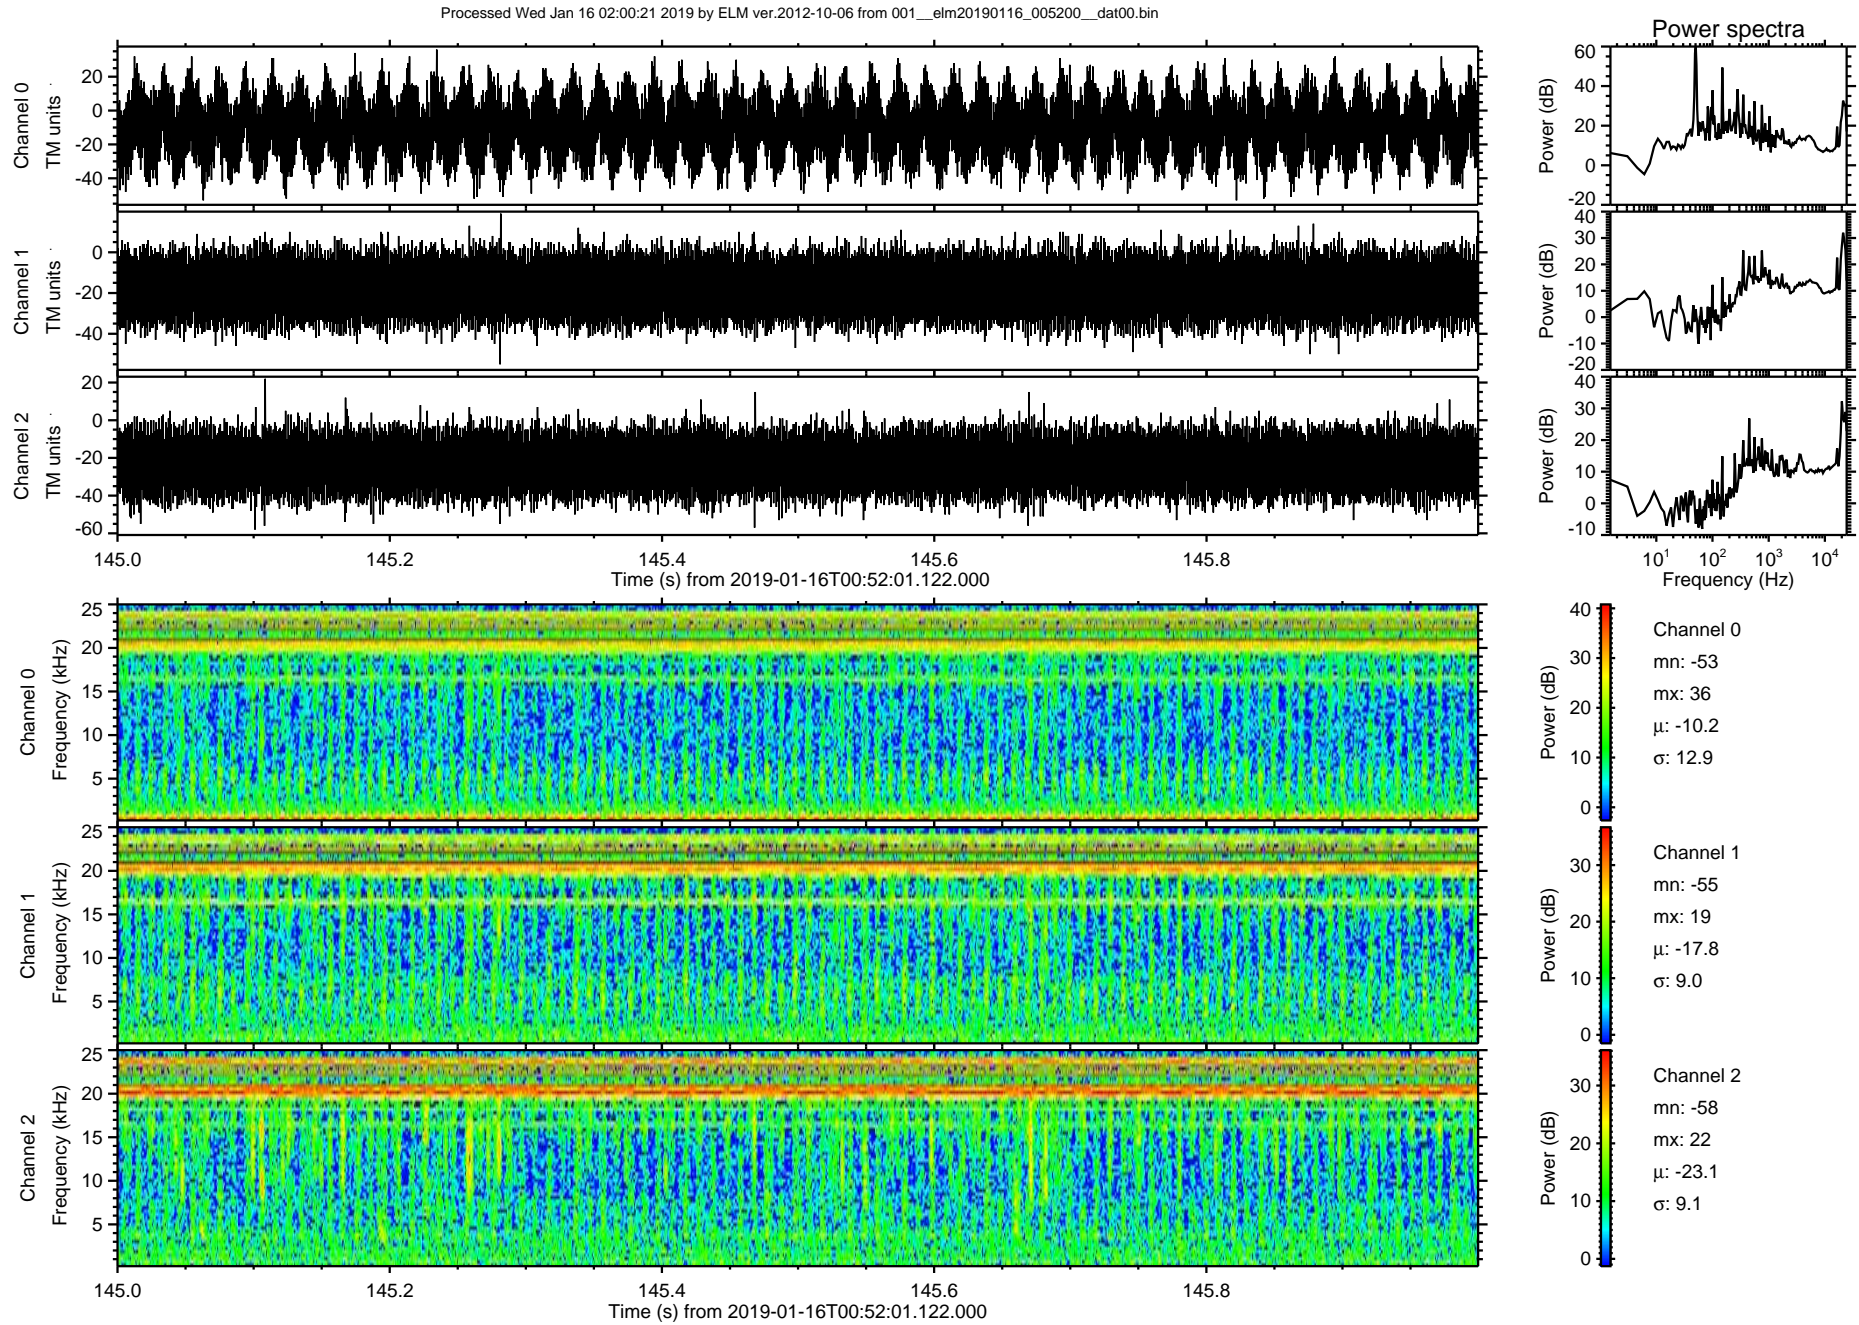 Processed Wed Jan 16 02:00:21 2019 by ELM ver.2012-10-06 from 001__elm20190116_005200__dat00.bin
Power spectra
Channel 0
TM units
20
0
-20
-40
Power (dB)
60
40
20
0
-20
Channel 1
TM units
0
-20
-40
Power (dB)
40
30
20
10
0
-10
-20
Channel 2
TM units
20
0
-20
-40
-60
Power (dB)
40
30
20
10
0
-10
145.0 145.2 145.4 145.6 145.8
Time (s) from 2019-01-16T00:52:01.122.000
10¹ 10² 10³ 10⁴
Frequency (Hz)
Channel 0
Frequency (kHz)
25
20
15
10
5
Power (dB)
40
30
20
10
0
Channel 0
mn: -53
mx: 36
μ: -10.2
σ: 12.9
Channel 1
Frequency (kHz)
25
20
15
10
5
Power (dB)
30
20
10
0
Channel 1
mn: -55
mx: 19
μ: -17.8
σ: 9.0
Channel 2
Frequency (kHz)
25
20
15
10
5
Power (dB)
30
20
10
0
Channel 2
mn: -58
mx: 22
μ: -23.1
σ: 9.1
145.0 145.2 145.4 145.6 145.8
Time (s) from 2019-01-16T00:52:01.122.000